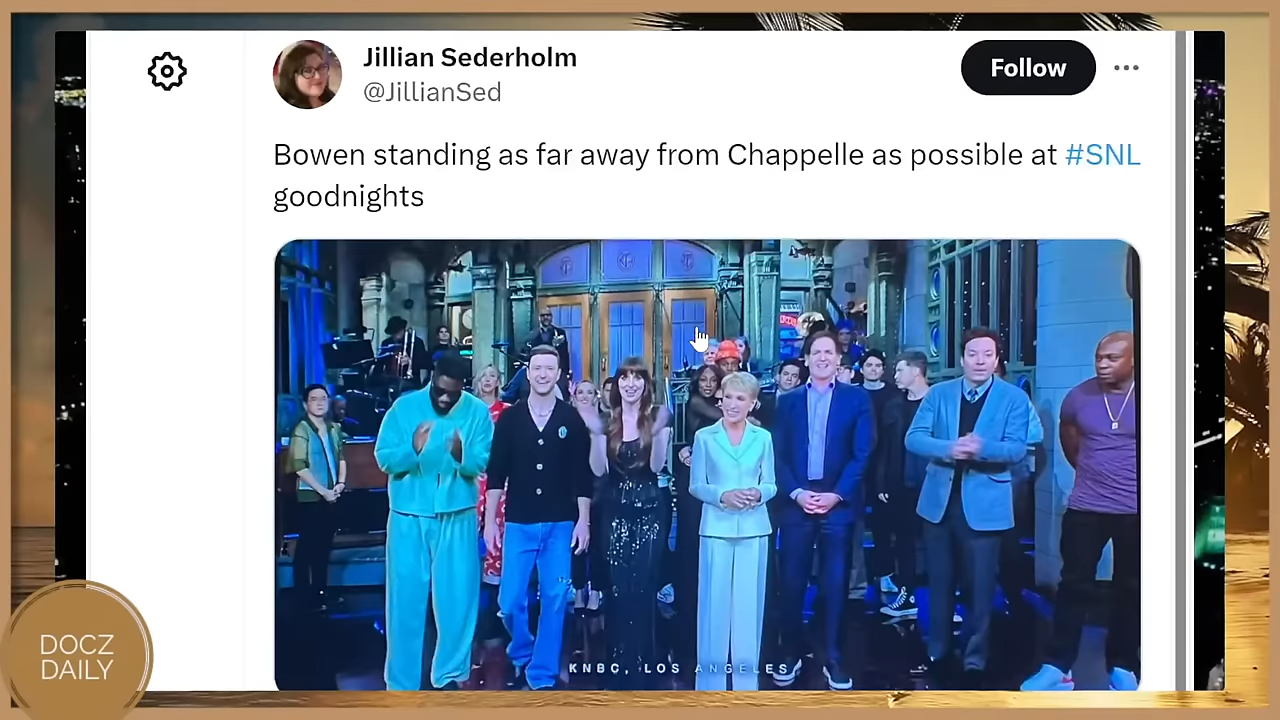 Jillian Sederholm
@JillianSed
Follow
Bowen standing as far away from Chappelle as possible at #SNL
goodnights
KNBC, LOS ANGELES
DOCZ
DAILY